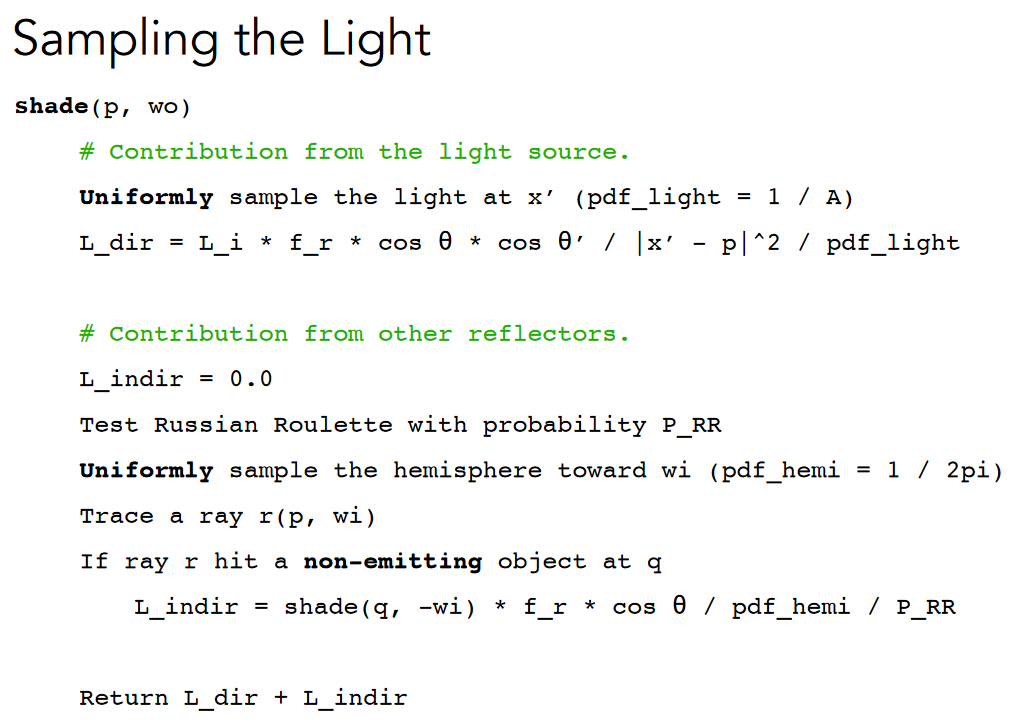 Sampling the Light
shade(p, wo)
# Contribution from the light source.
Uniformly sample the light at x’ (pdf_light = 1 / A)
L_dir = L_i * f_r * cos θ * cos θ’ / |x’ - p|^2 / pdf_light
# Contribution from other reflectors.
L_indir = 0.0
Test Russian Roulette with probability P_RR
Uniformly sample the hemisphere toward wi (pdf_hemi = 1 / 2pi)
Trace a ray r(p, wi)
If ray r hit a non-emitting object at q
L_indir = shade(q, -wi) * f_r * cos θ / pdf_hemi / P_RR
Return L_dir + L_indir